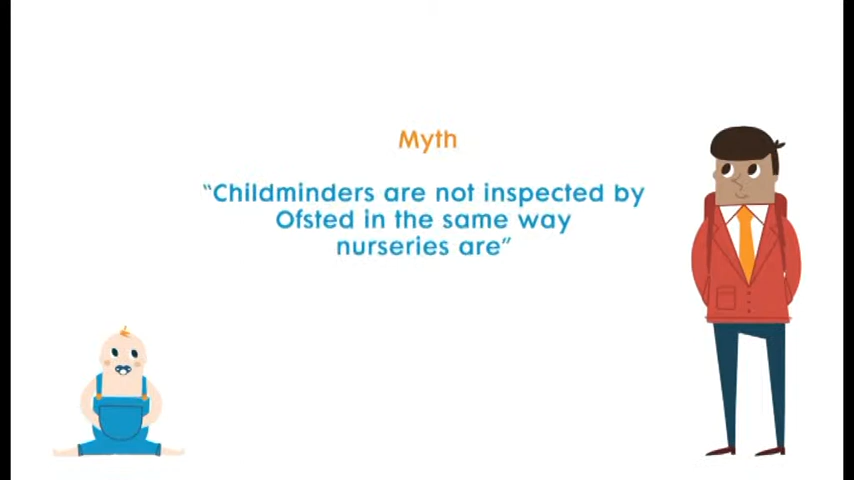 Myth
“Childminders are not inspected by
Ofsted in the same way
nurseries are”